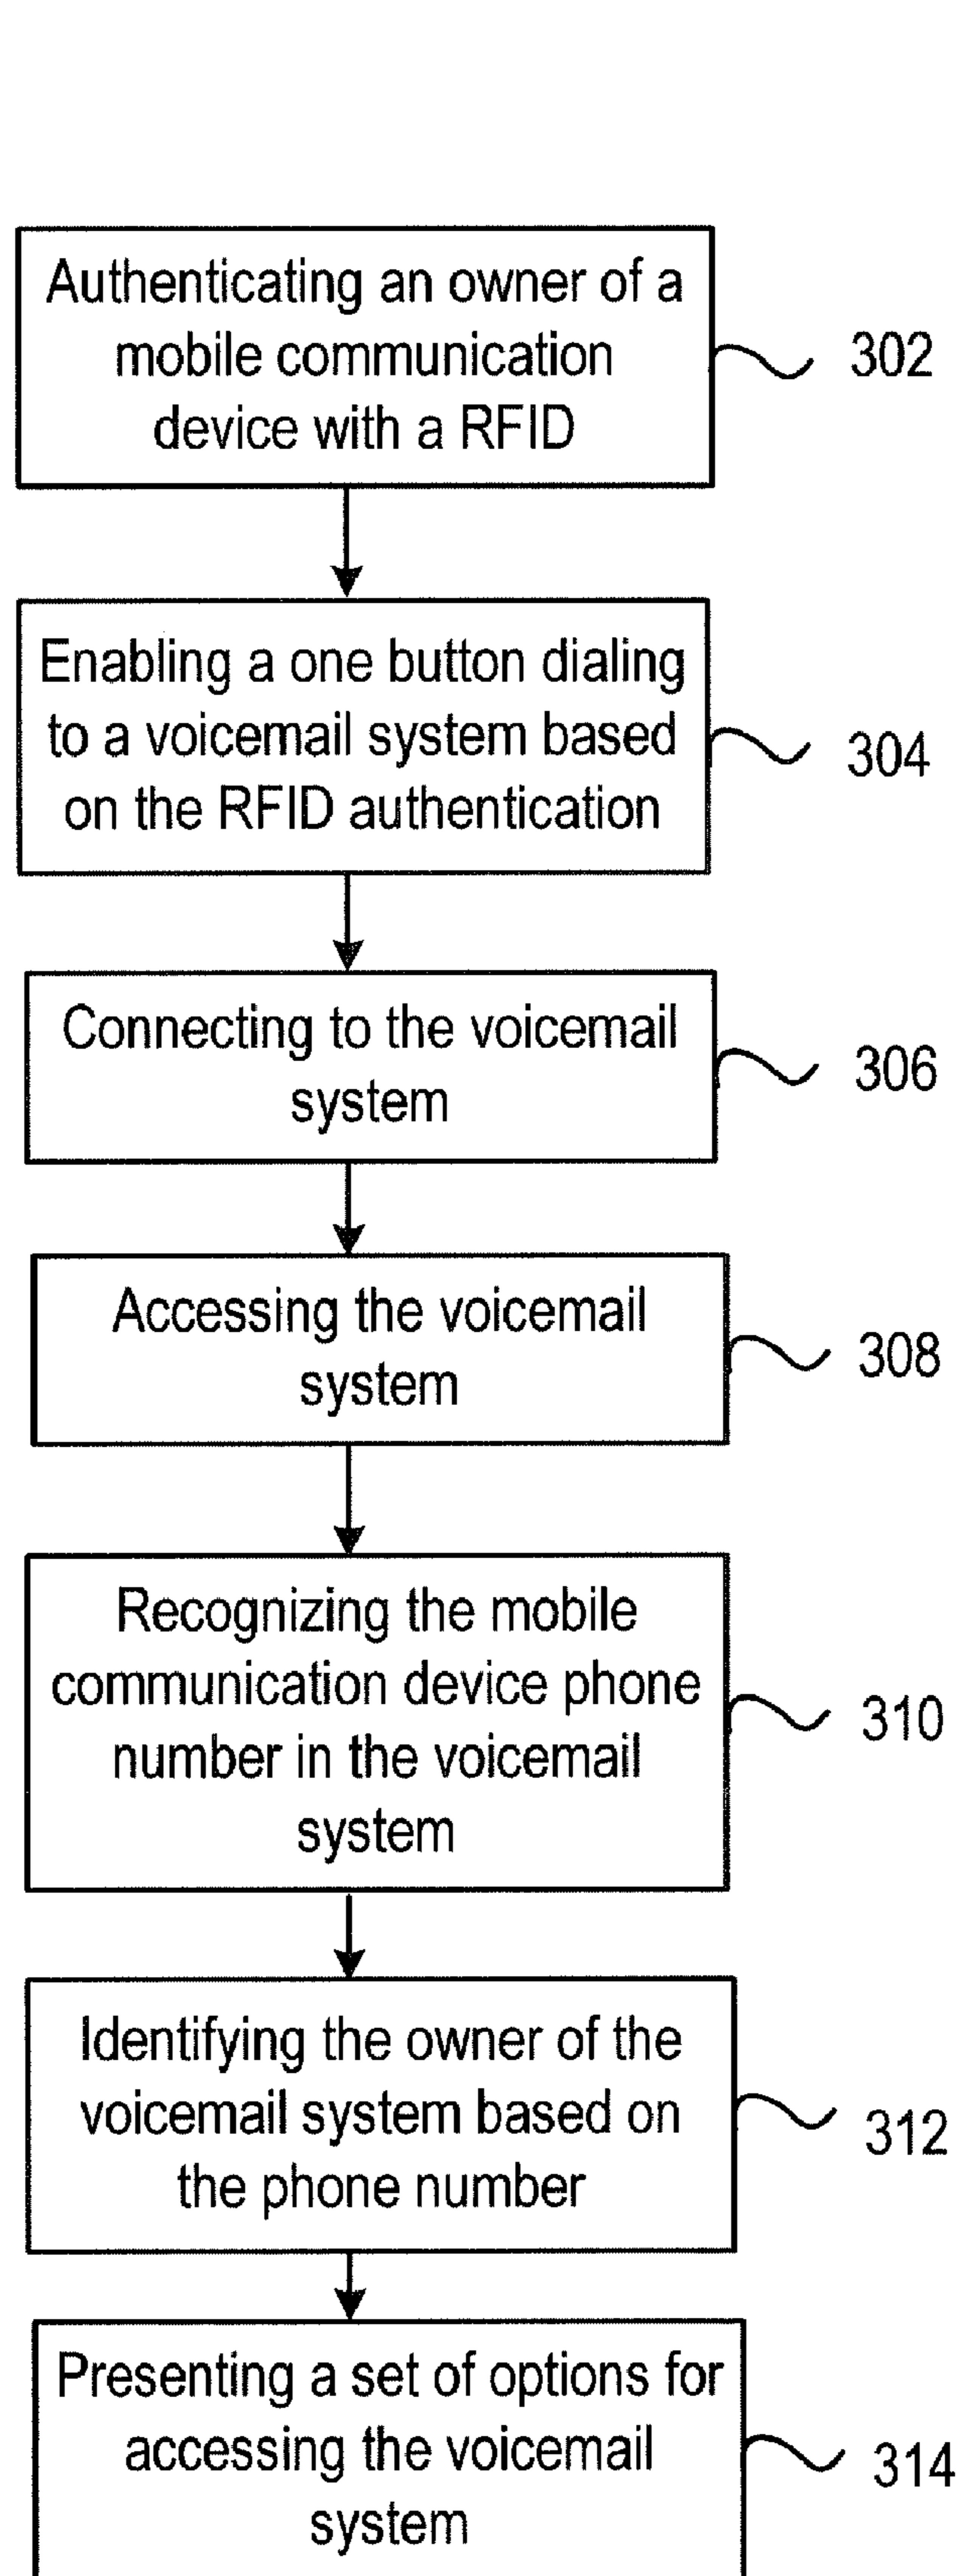 Authenticating an owner of a
mobile communication
device with a RFID
302
Enabling a one button dialing
to a voicemail system based
on the RFID authentication
304
Connecting to the voicemail
system
306
Accessing the voicemail
system
308
Recognizing the mobile
communication device phone
number in the voicemail
system
310
Identifying the owner of the
voicemail system based on
the phone number
312
Presenting a set of options for
accessing the voicemail
system
314